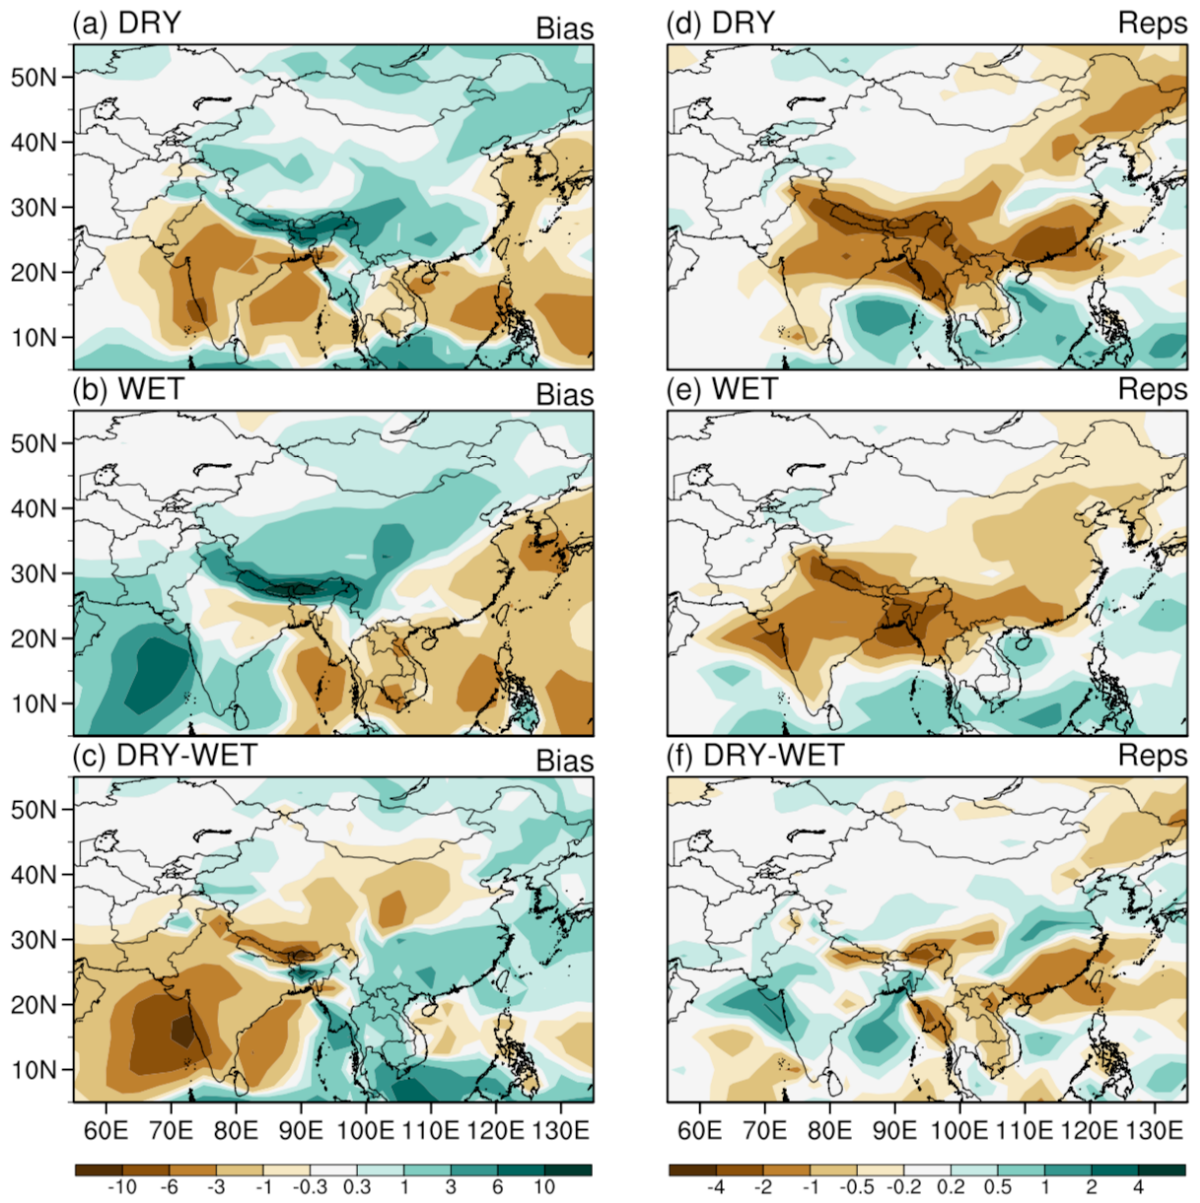 (a) DRY Bias
(d) DRY Reps
50N
40N
30N
20N
10N
(b) WET Bias
(e) WET Reps
50N
40N
30N
20N
10N
(c) DRY-WET Bias
(f) DRY-WET Reps
50N
40N
30N
20N
10N
60E 70E 80E 90E 100E 110E 120E 130E
60E 70E 80E 90E 100E 110E 120E 130E
-10 -6 -3 -1 -0.3 0.3 1 3 6 10
-4 -2 -1 -0.5 -0.2 0.2 0.5 1 2 4